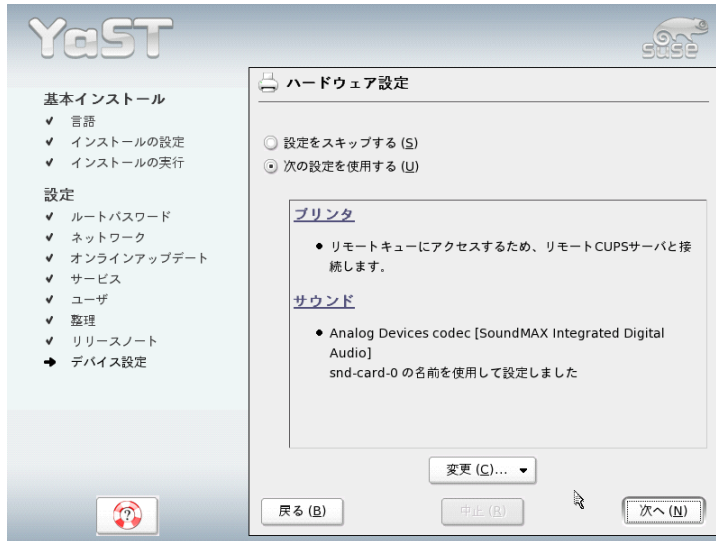 YaST
SUSE
基本インストール
言語
インストールの設定
インストールの実行
設定
ルートパスワード
ネットワーク
オンラインアップデート
サービス
ユーザ
整理
リリースノート
デバイス設定
ハードウェア設定
設定をスキップする (S)
次の設定を使用する (U)
プリンタ
リモートキューにアクセスするため、リモートCUPSサーバと接
続します。
サウンド
Analog Devices codec [SoundMAX Integrated Digital
Audio]
snd-card-0 の名前を使用して設定しました
変更 (C)...
戻る (B)
中止 (R)
次へ (N)